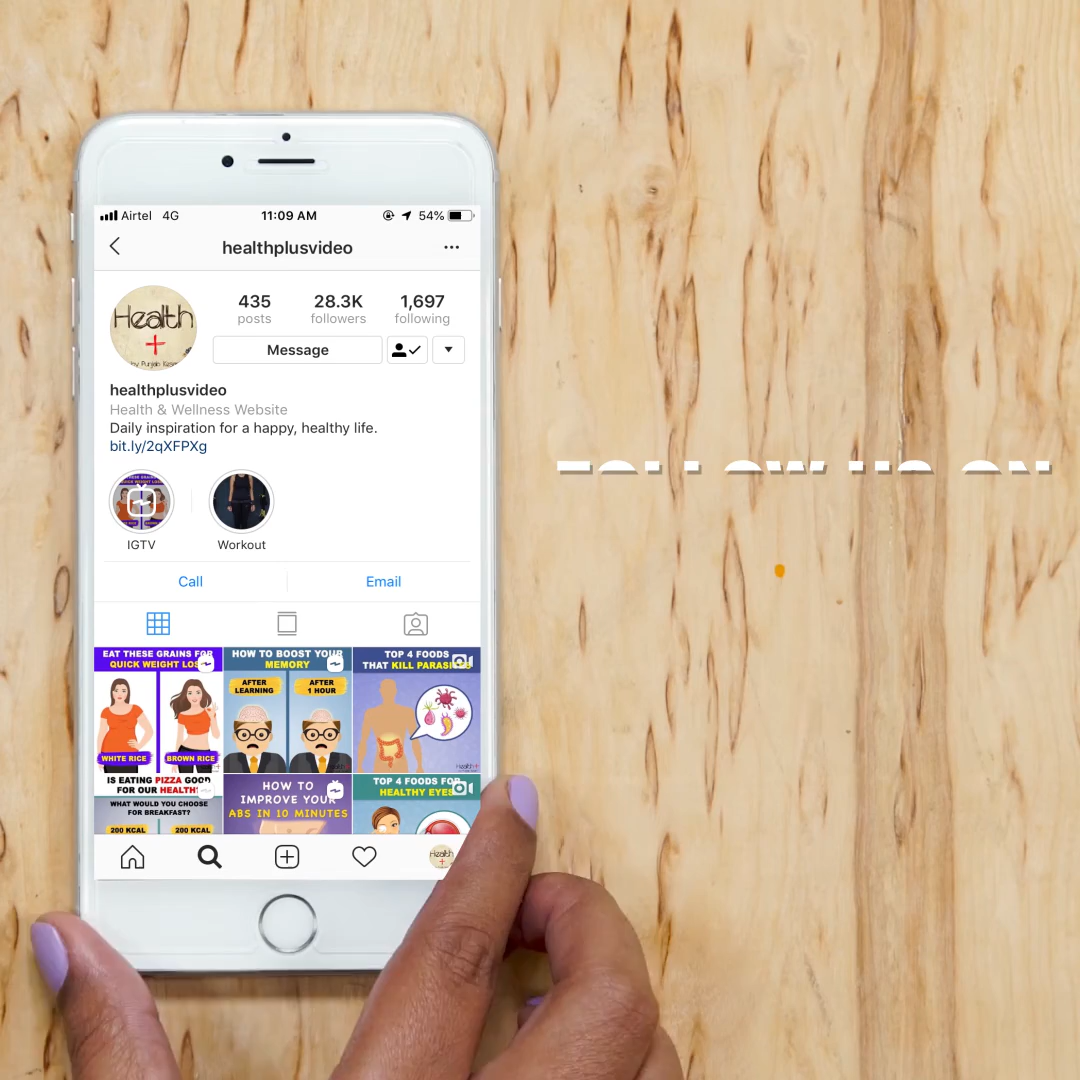 Airtel 4G 11:09 AM 54%
healthplusvideo
435 28.3K 1,697
posts followers following
Health
+
Message
healthplusvideo
Health & Wellness Website
Daily inspiration for a happy, healthy life.
bit.ly/2qXFPXg
IGTV Workout
Call Email
EAT THESE GRAINS FOR
QUICK WEIGHT LOSS
WHITE RICE BROWN RICE
HOW TO BOOST YOUR
MEMORY
AFTER LEARNING AFTER 1 HOUR
TOP 4 FOODS
THAT KILL PARASITES
IS EATING PIZZA GOOD
FOR OUR HEALTH
WHAT WOULD YOU CHOOSE
FOR BREAKFAST?
200 KCAL 200 KCAL
HOW TO
IMPROVE YOUR
ABS IN 10 MINUTES
TOP 4 FOODS FOR
HEALTHY EYES
Health
+